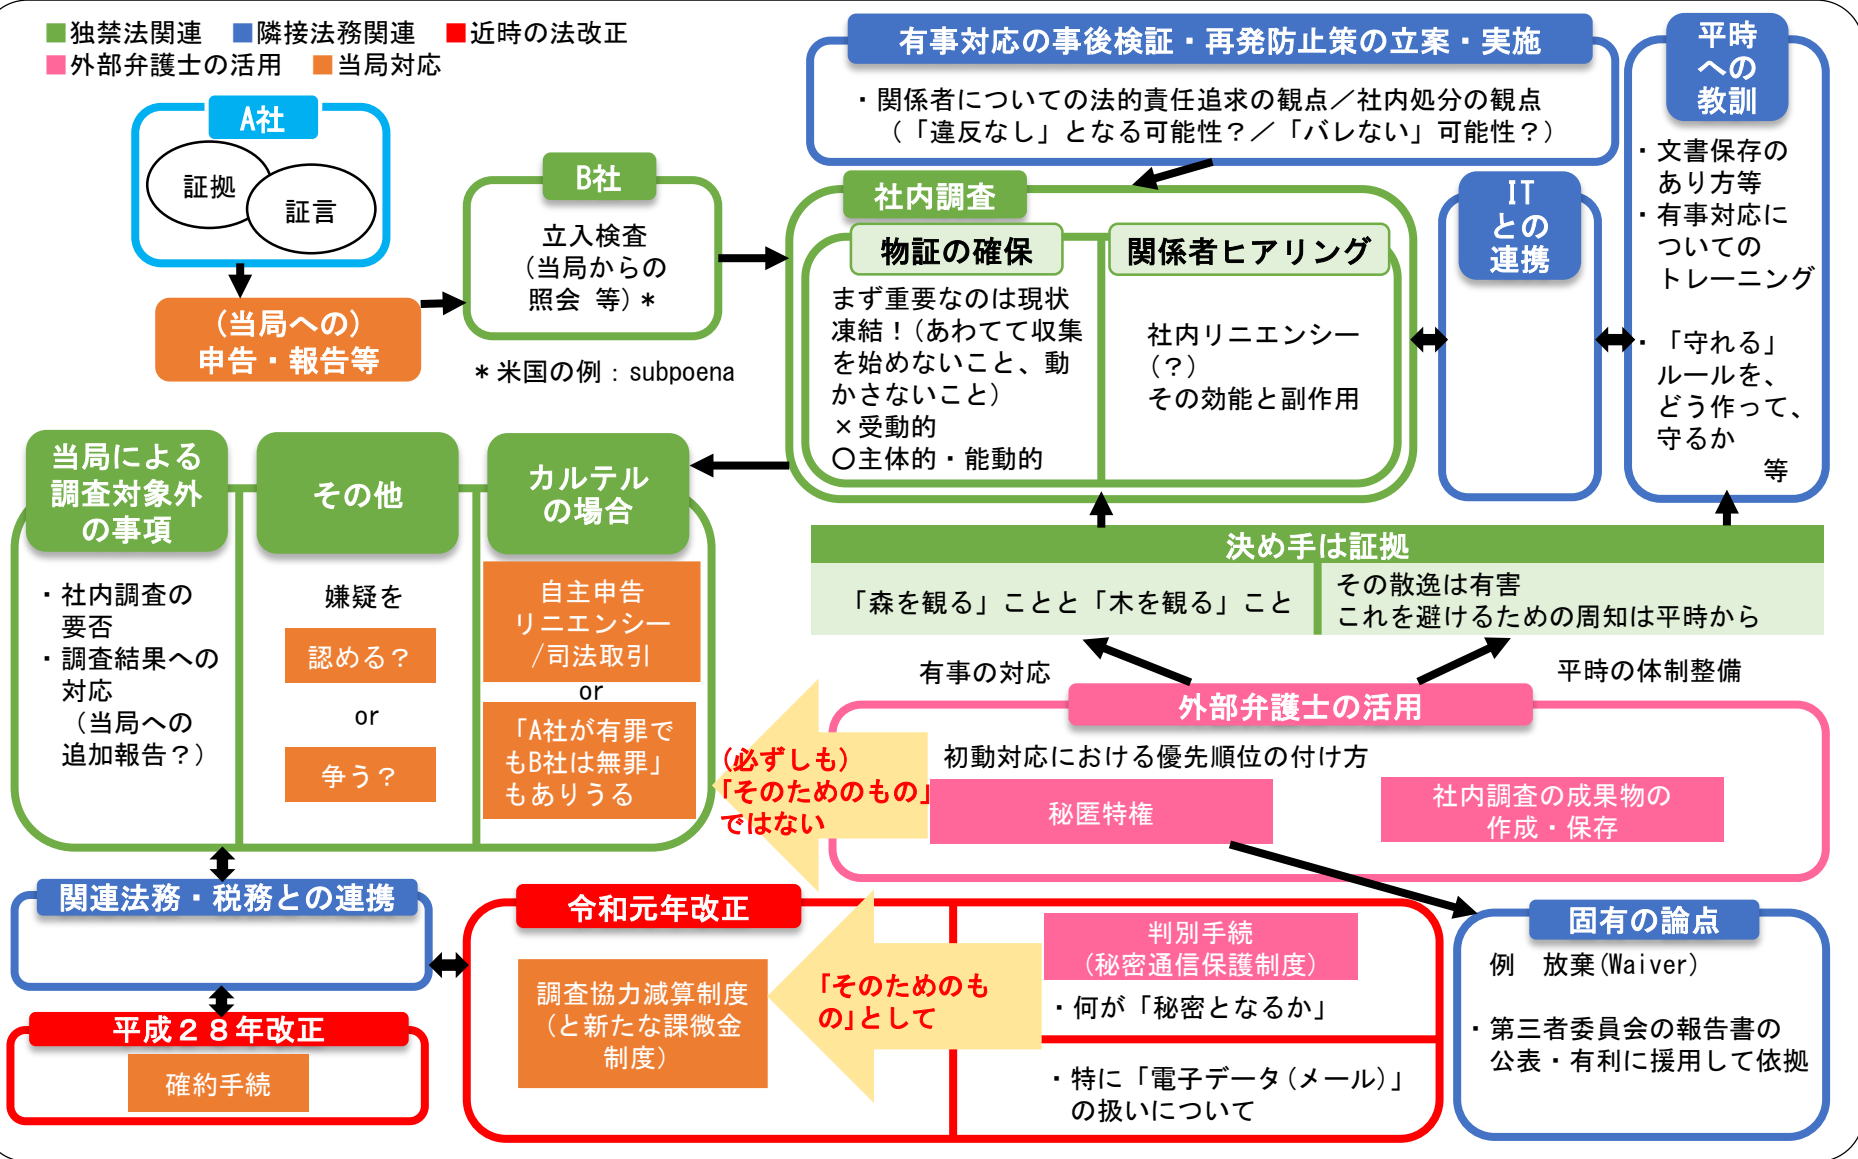 ■独禁法関連　■隣接法務関連　■近時の法改正
■外部弁護士の活用　■当局対応
A社
証拠
証言
(当局への)
申告・報告等
B社
立入検査
(当局からの
照会 等)＊
＊米国の例：subpoena
有事対応の事後検証・再発防止策の立案・実施
・関係者についての法的責任追求の観点／社内処分の観点
（「違反なし」となる可能性？／「バレない」可能性？）
社内調査
物証の確保
まず重要なのは現状
凍結！(あわてて収集
を始めないこと、動
かさないこと)
×受動的
〇主体的・能動的
関係者ヒアリング
社内リニエンシー
(？)
その効能と副作用
IT
との
連携
平時
への
教訓
・文書保存の
あり方等
・有事対応に
ついての
トレーニング
・「守れる」
ルールを、
どう作って、
守るか
等
当局による
調査対象外
の事項
・社内調査の
要否
・調査結果への
対応
（当局への
追加報告？）
その他
嫌疑を
認める？
or
争う？
カルテル
の場合
自主申告
リニエンシー
/司法取引
or
「A社が有罪で
もB社は無罪」
もありうる
決め手は証拠
「森を観る」ことと「木を観る」こと
その散逸は有害
これを避けるための周知は平時から
有事の対応
平時の体制整備
外部弁護士の活用
初動対応における優先順位の付け方
秘匿特権
社内調査の成果物の
作成・保存
(必ずしも)
「そのためのもの」
ではない
関連法務・税務との連携
平成２８年改正
確約手続
令和元年改正
調査協力減算制度
(と新たな課徴金
制度)
「そのためのも
の」として
判別手続
(秘密通信保護制度)
・何が「秘密となるか」
・特に「電子データ(メール)」
の扱いについて
固有の論点
例　放棄(Waiver)
・第三者委員会の報告書の
公表・有利に援用して依拠